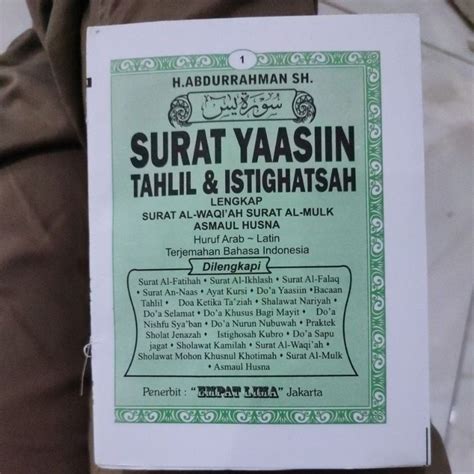 1
H.ABDURRAHMAN SH.
سورة يس
SURAT YAASIIN
TAHLIL & ISTIGHATSAH
LENGKAP
SURAT AL-WAQI'AH SURAT AL-MULK
ASMAUL HUSNA
Huruf Arab ~ Latin
Terjemahan Bahasa Indonesia
Dilengkapi
Surat Al-Fatihah • Surat Al-Ikhlash • Surat Al-Falaq
• Surat An-Naas • Ayat Kursi • Do'a Yaasiin • Bacaan
Tahlil • Doa Ketika Ta'ziah • Shalawat Nariyah •
Do'a Selamat • Do'a Khusus Bagi Mayit • Do'a
Nishfu Sya'ban • Do'a Nurun Nubuwah • Praktek
Sholat Jenazah • Istighosah Kubro • Do'a Sapu
jagat • Sholawat Kamilah • Surat Al-Waqi'ah •
Sholawat Mohon Khusnul Khotimah • Surat Al-Mulk
• Asmaul Husna
Penerbit : "EMPAT LIMA" Jakarta